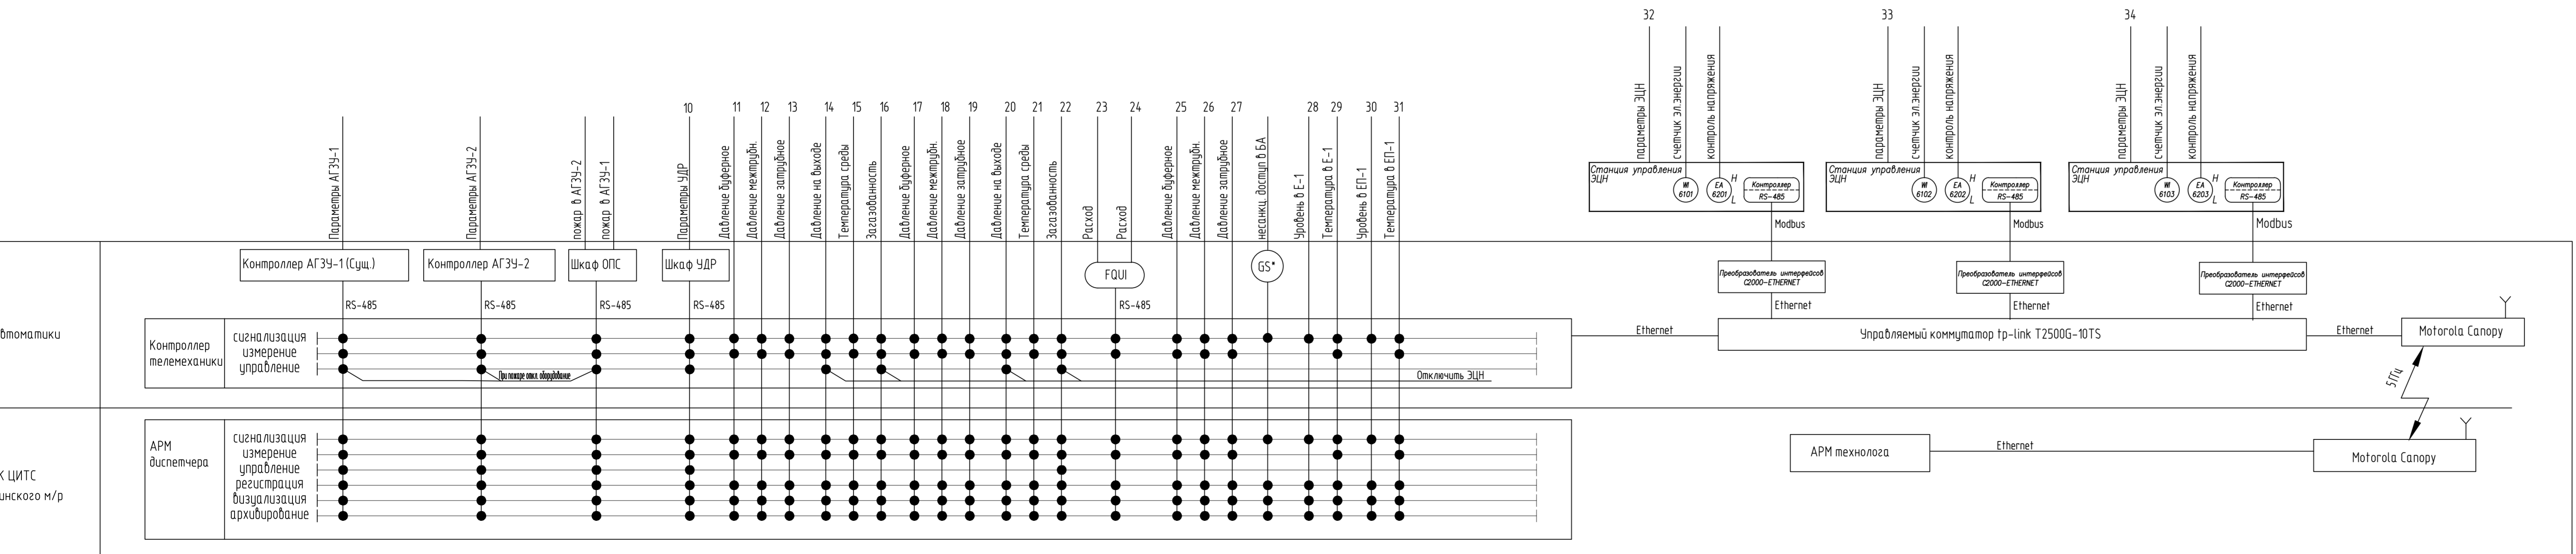 32
33
34
параметры ЭЦН
счетчик эл.энергии
контроль напряжения
параметры ЭЦН
счетчик эл.энергии
контроль напряжения
параметры ЭЦН
счетчик эл.энергии
контроль напряжения
10
11
12
13
14
15
16
17
18
19
20
21
22
23
24
25
26
27
28
29
30
31
Параметры АГЗУ-1
Параметры АГЗУ-2
пожар в АГЗУ-2
пожар в АГЗУ-1
Параметры УДР
Давление буферное
Давление межтрубн.
Давление затрубное
Давление на выходе
Температура среды
Загазованность
Давление буферное
Давление межтрубн.
Давление затрубное
Давление на выходе
Температура среды
Загазованность
Расход
Расход
Давление буферное
Давление межтрубн.
Давление затрубное
несанкц. доступ в БА
Уровень в Е-1
Температура в Е-1
Уровень в ЕП-1
Температура в ЕП-1
Станция управления
ЭЦН
WI
6101
EA
6201
H
L
Контроллер
RS-485
Станция управления
ЭЦН
WI
6102
EA
6202
H
L
Контроллер
RS-485
Станция управления
ЭЦН
WI
6103
EA
6203
H
L
Контроллер
RS-485
Modbus
Modbus
Modbus
Контроллер АГЗУ-1 (Сущ.)
Контроллер АГЗУ-2
Шкаф ОПС
Шкаф УДР
FQUI
GS*
Преобразователь интерфейсов
С2000-ETHERNET
Преобразователь интерфейсов
С2000-ETHERNET
Преобразователь интерфейсов
С2000-ETHERNET
RS-485
RS-485
RS-485
RS-485
RS-485
Ethernet
Ethernet
Ethernet
втоматики
Контроллер
телемеханики
сигнализация
измерение
управление
При пожаре откл. оборудование
Отключить ЭЦН
Ethernet
Управляемый коммутатор tp-link T2500G-10TS
Ethernet
Motorola Canopy
5ГГц
К ЦИТС
инского м/р
АРМ
диспетчера
сигнализация
измерение
управление
регистрация
визуализация
архивирование
АРМ технолога
Ethernet
Motorola Canopy